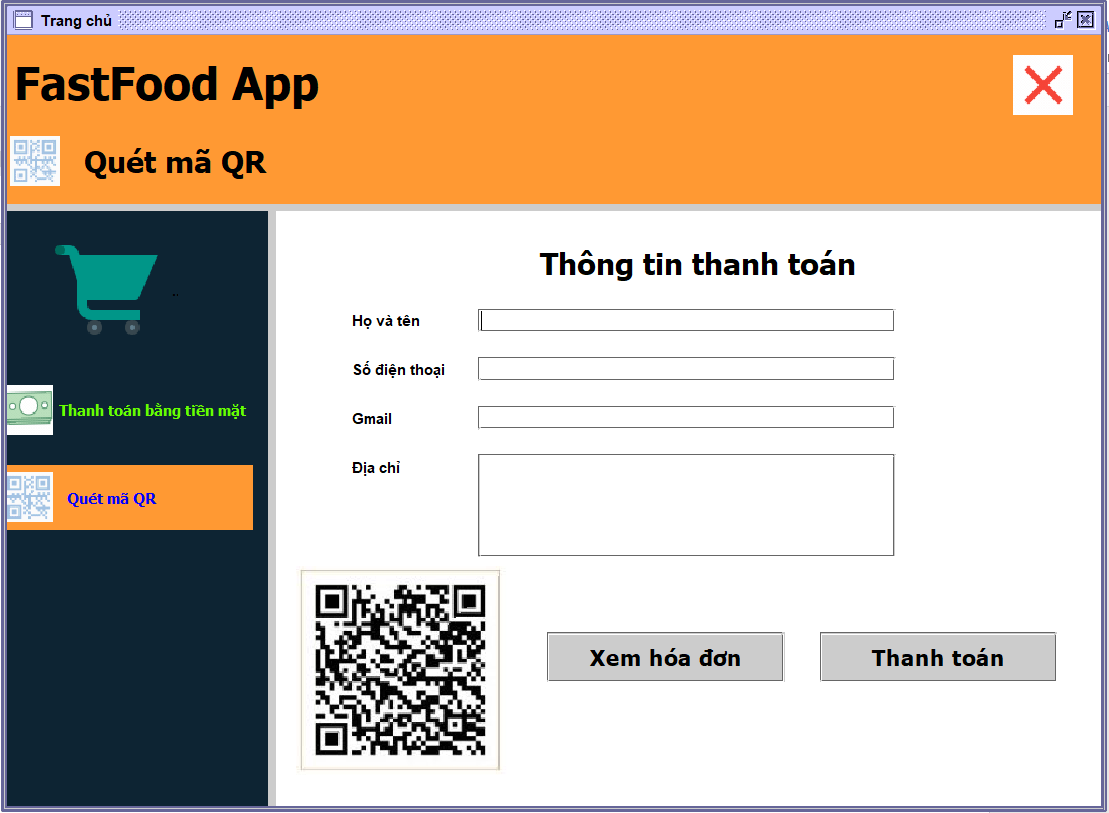 Trang chủ
FastFood App
Quét mã QR
Thông tin thanh toán
Họ và tên
Số điện thoại
Thanh toán bằng tiền mặt
Gmail
Địa chỉ
Quét mã QR
Xem hóa đơn
Thanh toán